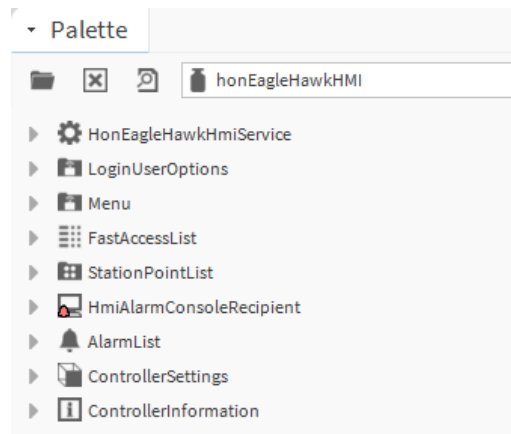 Palette
honEagleHawkHMI
HonEagleHawkHmiService
LoginUserOptions
Menu
FastAccessList
StationPointList
HmiAlarmConsoleRecipient
AlarmList
ControllerSettings
ControllerInformation